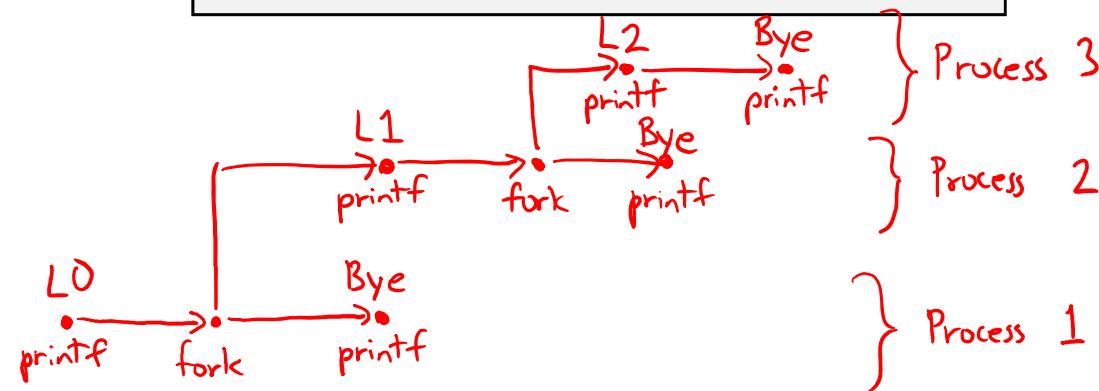 L2 Bye
printf printf
Process 3
L1 Bye
printf fork printf
Process 2
L0 Bye
printf fork printf
Process 1